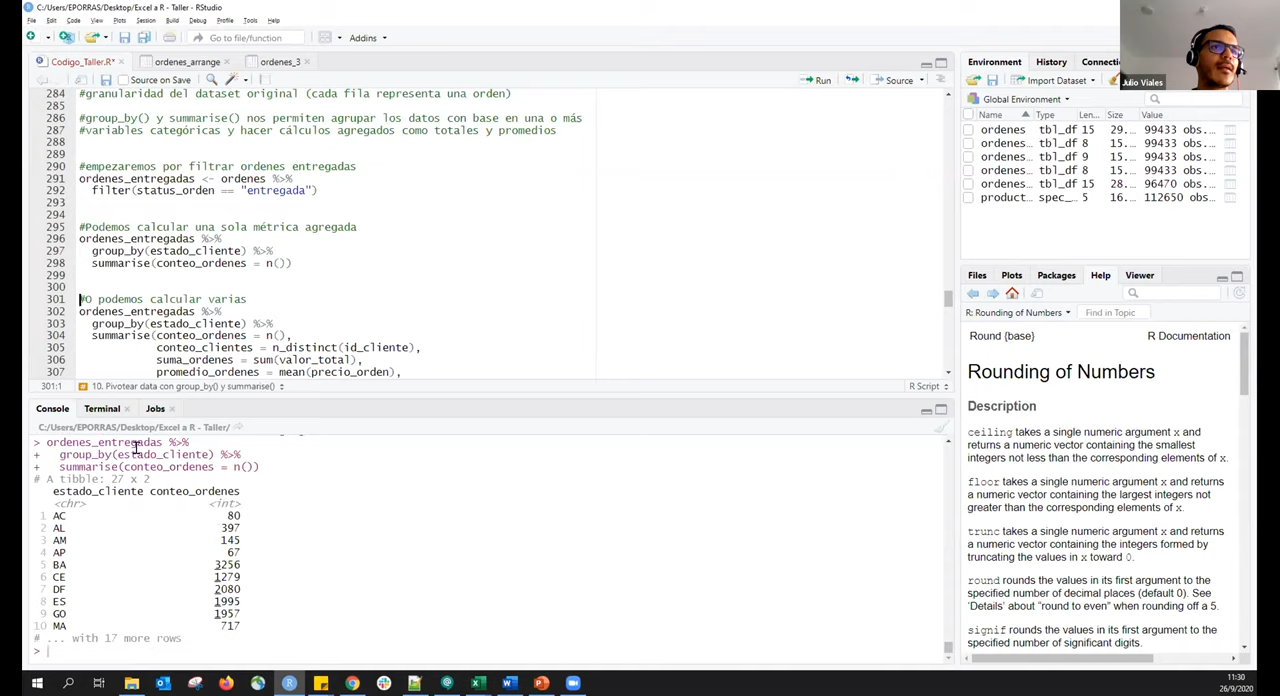 C:/Users/EPORRAS/Desktop/Excel a R - Taller - RStudio
File Edit Code View Plots Session Build Debug Profile Tools Help
Go to file/function
Addins
Codigo_Taller.R*
ordenes_arrange
ordenes_3
Source on Save
Run
Source
284 #granularidad del dataset original (cada fila representa una orden)
285
286 #group_by() y summarise() nos permiten agrupar los datos con base en una o más
287 #variables categóricas y hacer cálculos agregados como totales y promedios
288
289
290 #empezaremos por filtrar ordenes entregadas
291 ordenes_entregadas <- ordenes %>%
292 filter(status_orden == "entregada")
293
294
295 #Podemos calcular una sola métrica agregada
296 ordenes_entregadas %>%
297 group_by(estado_cliente) %>%
298 summarise(conteo_ordenes = n())
299
300
301 #O podemos calcular varias
302 ordenes_entregadas %>%
303 group_by(estado_cliente) %>%
304 summarise(conteo_ordenes = n(),
305 conteo_clientes = n_distinct(id_cliente),
306 suma_ordenes = sum(valor_total),
307 promedio_ordenes = mean(precio_orden),
301:1 10. Pivotear data con group_by() y summarise() R Script
Console Terminal Jobs
C:/Users/EPORRAS/Desktop/Excel a R - Taller/
> ordenes_entregadas %>%
+ group_by(estado_cliente) %>%
+ summarise(conteo_ordenes = n())
# A tibble: 27 x 2
estado_cliente conteo_ordenes
<chr> <int>
1 AC 80
2 AL 397
3 AM 145
4 AP 67
5 BA 3256
6 CE 1279
7 DF 2080
8 ES 1995
9 GO 1957
10 MA 717
# ... with 17 more rows
>
Julio Viales
Environment History Connecti
Import Dataset
Global Environment
Name Type Len... Size Value
ordenes tbl_df 15 29... 99433 obs...
ordenes... tbl_df 8 15... 99433 obs...
ordenes... tbl_df 9 15... 99433 obs...
ordenes... tbl_df 8 15... 99433 obs...
ordenes... tbl_df 15 28... 96470 obs...
product... spec_... 5 16... 112650 obs...
Files Plots Packages Help Viewer
R: Rounding of Numbers
Find in Topic
Round {base} R Documentation
Rounding of Numbers
Description
ceiling takes a single numeric argument x and
returns a numeric vector containing the smallest
integers not less than the corresponding elements of x.
floor takes a single numeric argument x and returns
a numeric vector containing the largest integers not
greater than the corresponding elements of x.
trunc takes a single numeric argument x and returns
a numeric vector containing the integers formed by
truncating the values in x toward 0.
round rounds the values in its first argument to the
specified number of decimal places (default 0). See
‘Details’ about “round to even” when rounding off a 5.
signif rounds the values in its first argument to the
specified number of significant digits.
11:30
26/9/2020